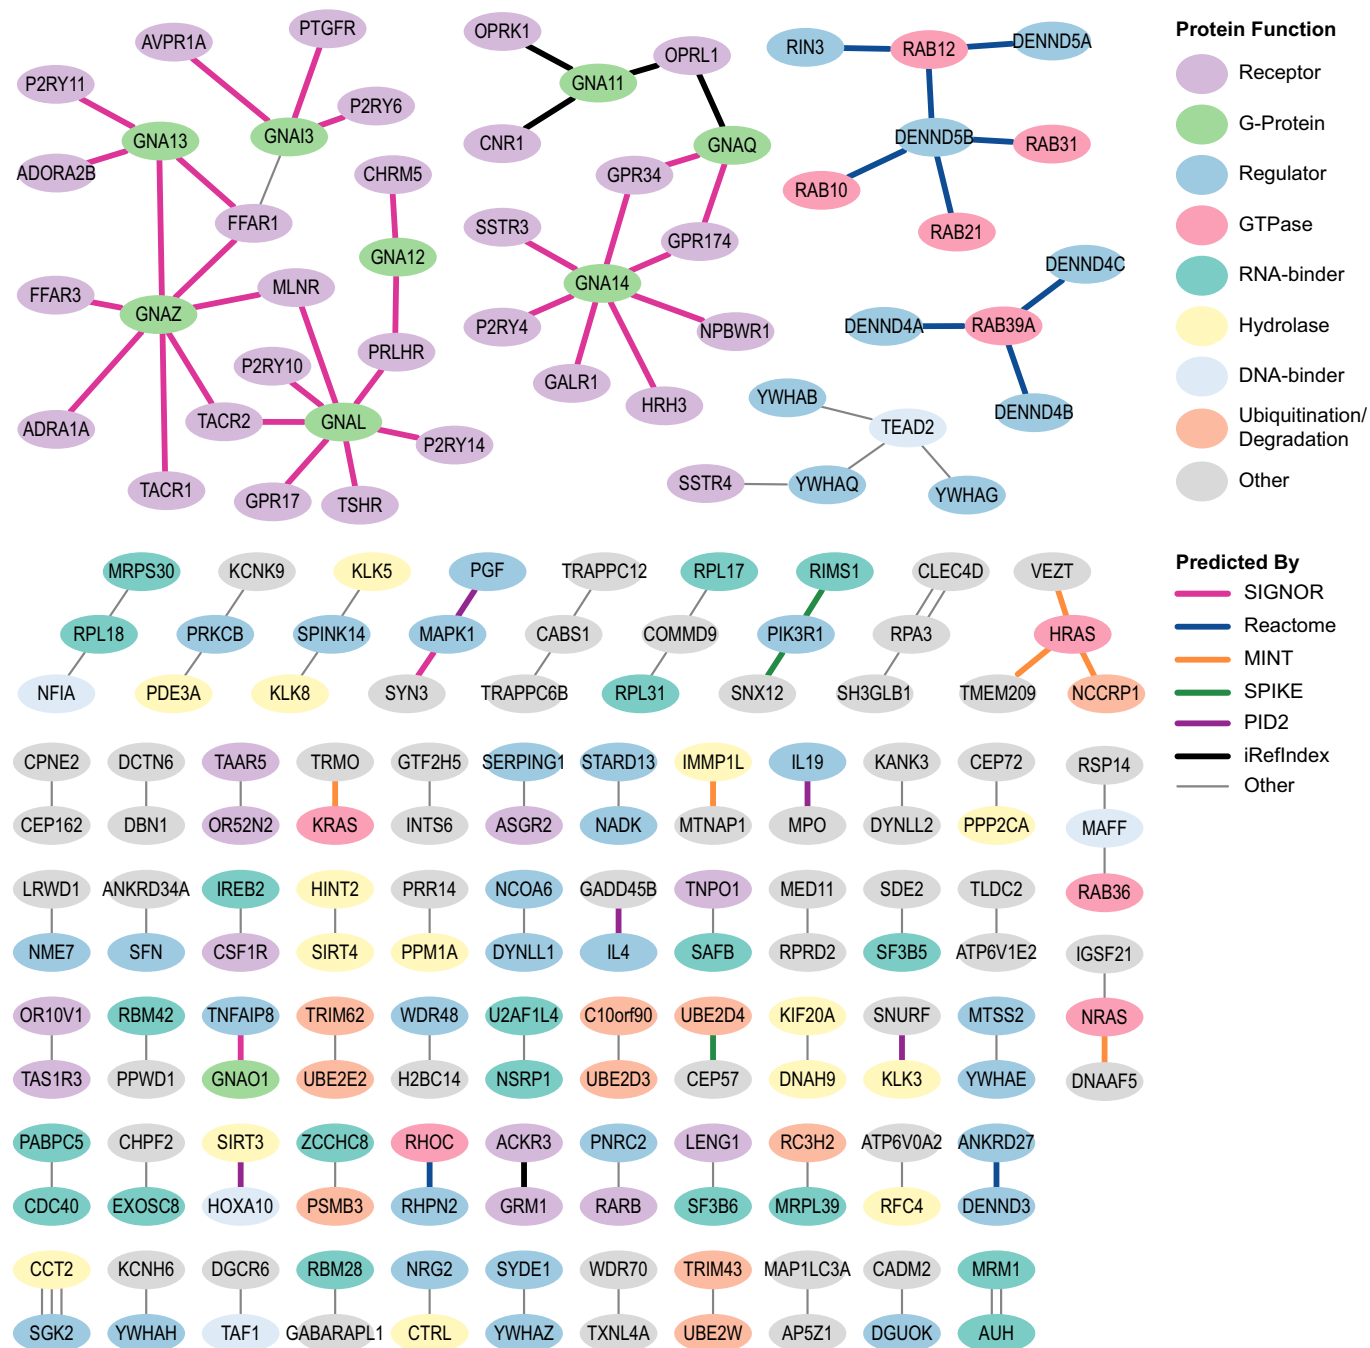 PTGFR
AVPR1A
P2RY11
P2RY6
GNA13
GNAI3
ADORA2B
CHRM5
FFAR1
GNA12
FFAR3
MLNR
GNAZ
P2RY10
PRLHR
ADRA1A
TACR2
GNAL
P2RY14
TACR1
GPR17
TSHR
OPRK1
OPRL1
GNA11
CNR1
GNAQ
GPR34
SSTR3
GPR174
GNA14
P2RY4
NPBWR1
GALR1
HRH3
RIN3
RAB12
DENND5A
DENND5B
RAB31
RAB10
RAB21
DENND4C
DENND4A
RAB39A
DENND4B
YWHAB
TEAD2
SSTR4
YWHAQ
YWHAG
Protein Function
Receptor
G-Protein
Regulator
GTPase
RNA-binder
Hydrolase
DNA-binder
Ubiquitination/
Degradation
Other
Predicted By
SIGNOR
Reactome
MINT
SPIKE
PID2
iRefIndex
Other
MRPS30
KCNK9
KLK5
PGF
TRAPPC12
RPL17
RIMS1
CLEC4D
VEZT
RPL18
PRKCB
SPINK14
MAPK1
CABS1
COMMD9
PIK3R1
RPA3
HRAS
NFIA
PDE3A
KLK8
SYN3
TRAPPC6B
RPL31
SNX12
SH3GLB1
TMEM209
NCCRP1
CPNE2
DCTN6
TAAR5
TRMO
GTF2H5
SERPING1
STARD13
IMMP1L
IL19
KANK3
CEP72
RSP14
CEP162
DBN1
OR52N2
KRAS
INTS6
ASGR2
NADK
MTNAP1
MPO
DYNLL2
PPP2CA
MAFF
LRWD1
ANKRD34A
IREB2
HINT2
PRR14
NCOA6
GADD45B
TNPO1
MED11
SDE2
TLDC2
RAB36
NME7
SFN
CSF1R
SIRT4
PPM1A
DYNLL1
IL4
SAFB
RPRD2
SF3B5
ATP6V1E2
IGSF21
OR10V1
RBM42
TNFAIP8
TRIM62
WDR48
U2AF1L4
C10orf90
UBE2D4
KIF20A
SNURF
MTSS2
NRAS
TAS1R3
PPWD1
GNAO1
UBE2E2
H2BC14
NSRP1
UBE2D3
CEP57
DNAH9
KLK3
YWHAE
DNAAF5
PABPC5
CHPF2
SIRT3
ZCCHC8
RHOC
ACKR3
PNRC2
LENG1
RC3H2
ATP6V0A2
ANKRD27
CDC40
EXOSC8
HOXA10
PSMB3
RHPN2
GRM1
RARB
SF3B6
MRPL39
RFC4
DENND3
CCT2
KCNH6
DGCR6
RBM28
NRG2
SYDE1
WDR70
TRIM43
MAP1LC3A
CADM2
MRM1
SGK2
YWHAH
TAF1
GABARAPL1
CTRL
YWHAZ
TXNL4A
UBE2W
AP5Z1
DGUOK
AUH